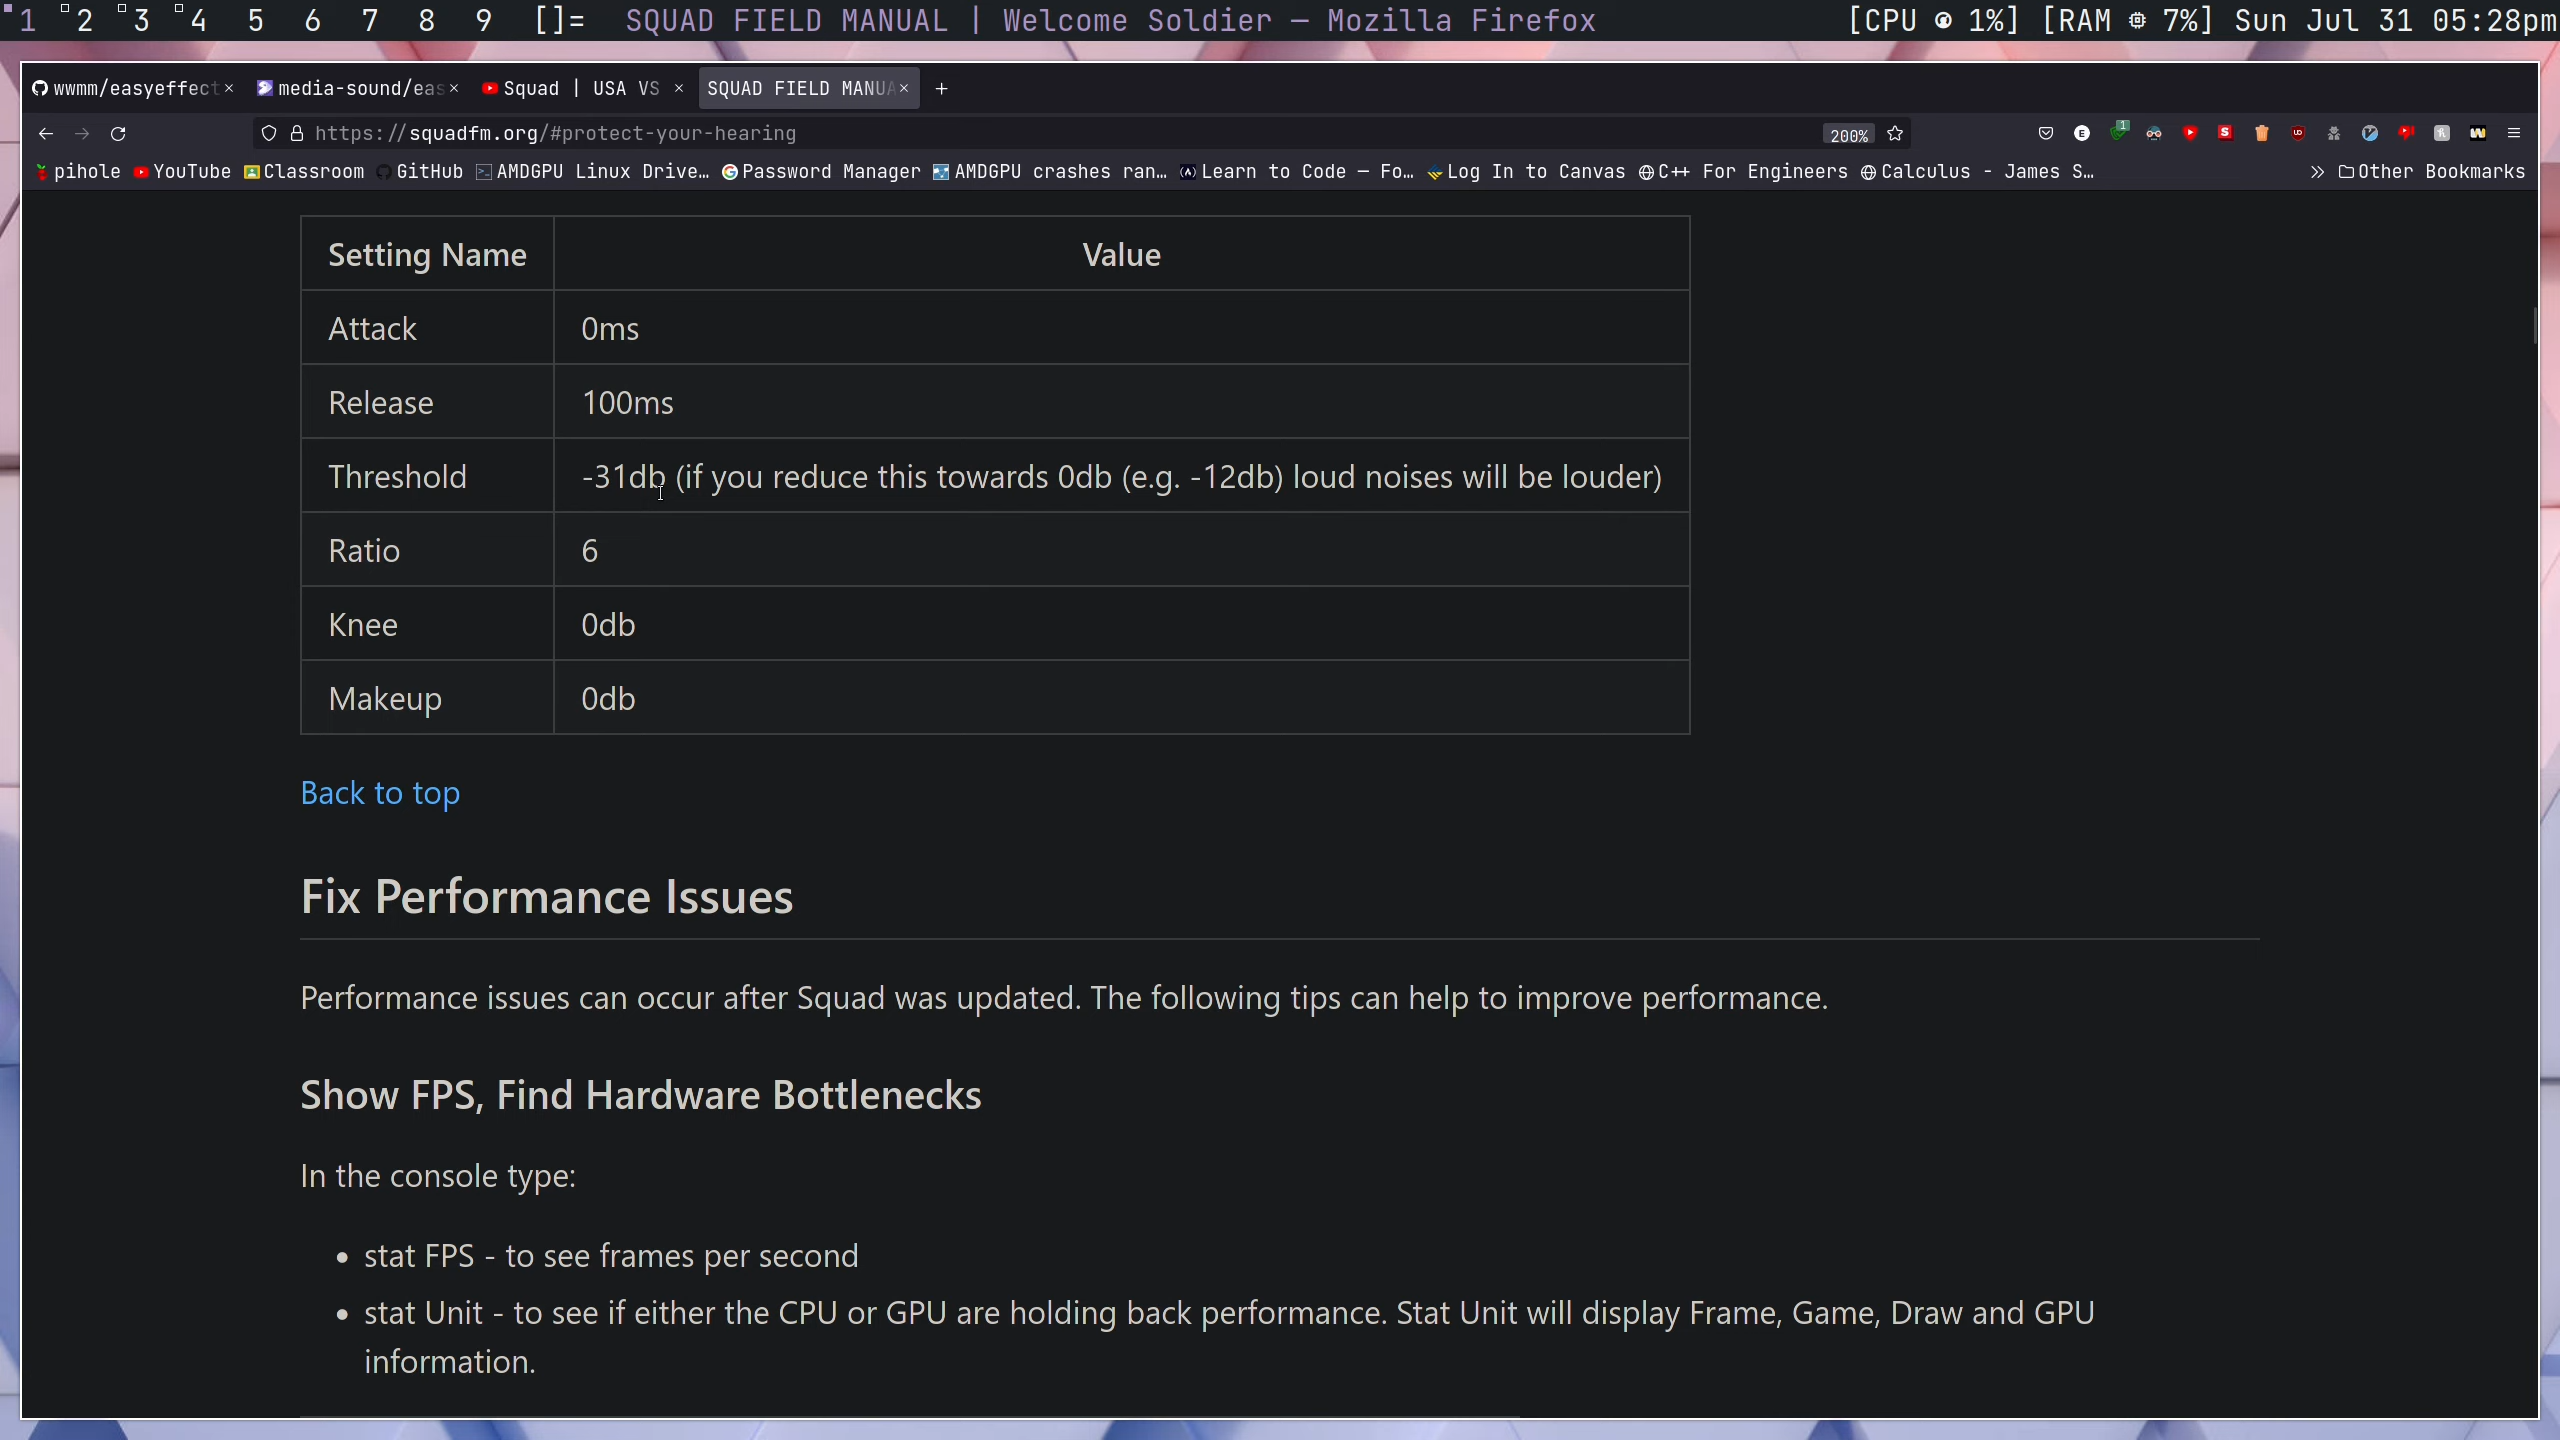 1 2 3 4 5 6 7 8 9 []= SQUAD FIELD MANUAL | Welcome Soldier — Mozilla Firefox [CPU 1%] [RAM 7%] Sun Jul 31 05:28pm
wwmm/easyeffect media-sound/eas Squad | USA VS SQUAD FIELD MANUA
https://squadfm.org/#protect-your-hearing 200%
pihole YouTube Classroom GitHub AMDGPU Linux Drive… Password Manager AMDGPU crashes ran… Learn to Code — Fo… Log In to Canvas C++ For Engineers Calculus - James S… Other Bookmarks
Setting Name Value
Attack 0ms
Release 100ms
Threshold -31db (if you reduce this towards 0db (e.g. -12db) loud noises will be louder)
Ratio 6
Knee 0db
Makeup 0db
Back to top
Fix Performance Issues
Performance issues can occur after Squad was updated. The following tips can help to improve performance.
Show FPS, Find Hardware Bottlenecks
In the console type:
• stat FPS - to see frames per second
• stat Unit - to see if either the CPU or GPU are holding back performance. Stat Unit will display Frame, Game, Draw and GPU
information.